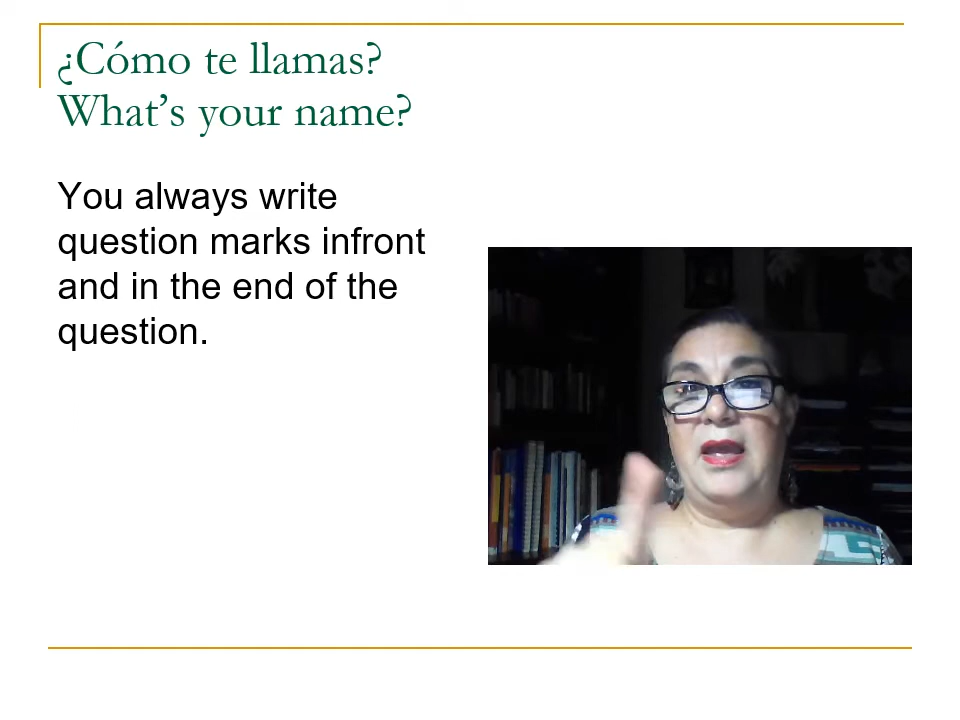 ¿Cómo te llamas?
What's your name?
You always write
question marks infront
and in the end of the
question.